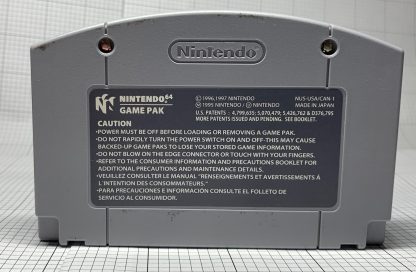 Nintendo
NINTENDO64
GAME PAK
© 1996,1997 NINTENDO
NUS-USA/CAN-1
Ⓜ 1995 NINTENDO / Ⓓ NINTENDO
MADE IN JAPAN
U.S. PATENTS : 4,799,635; 5,070,479; 5,426,762 & D376,795
MORE PATENTS ISSUED AND PENDING. SEE BOOKLET.
CAUTION
•POWER MUST BE OFF BEFORE LOADING OR REMOVING A GAME PAK.
•DO NOT RAPIDLY TURN THE POWER SWITCH ON AND OFF-THIS MAY CAUSE
BACKED-UP GAME PAKS TO LOSE YOUR STORED GAME INFORMATION.
•DO NOT BLOW ON THE EDGE CONNECTOR OR TOUCH WITH YOUR FINGERS.
•REFER TO THE CONSUMER INFORMATION AND PRECAUTIONS BOOKLET FOR
ADDITIONAL PRECAUTIONS AND MAINTENANCE DETAILS.
•VEUILLEZ CONSULTER LE MANUAL "RENSEIGNEMENTS ET AVERTISSEMENTS À
L'INTENTION DES CONSOMMATEURS."
•PARA PRECAUCIONES E INFORMACIÓN CONSULTE EL FOLLETO DE
SERVICIO AL CONSUMIDOR.